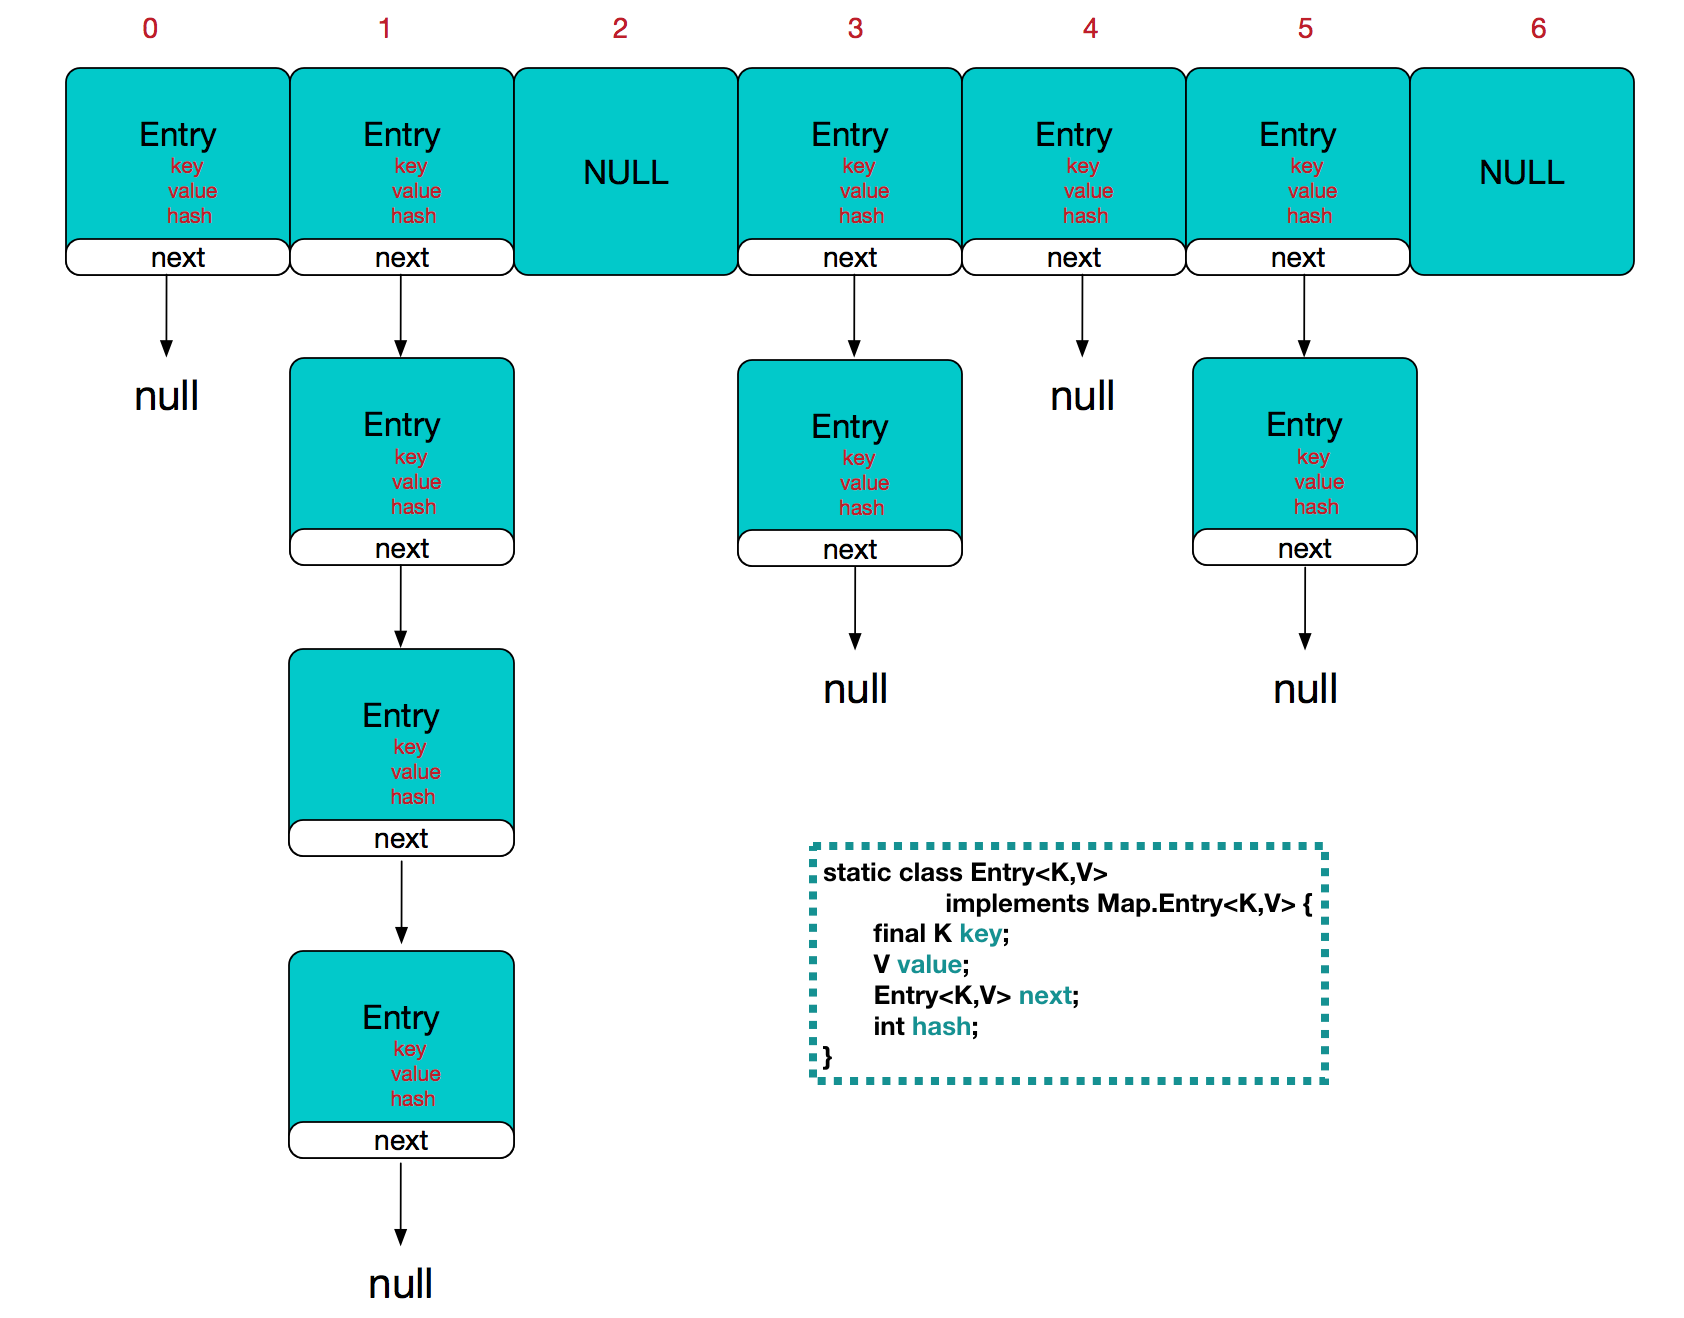 0 1 2 3 4 5 6
Entry Entry NULL Entry Entry Entry NULL
key key key key key
value value value value value
hash hash hash hash hash
next next next next next
null null
Entry Entry Entry
key key key
value value value
hash hash hash
next next next
null null
Entry
key
value
hash
next
static class Entry<K,V>
implements Map.Entry<K,V> {
final K key;
V value;
Entry<K,V> next;
int hash;
}
Entry
key
value
hash
next
null